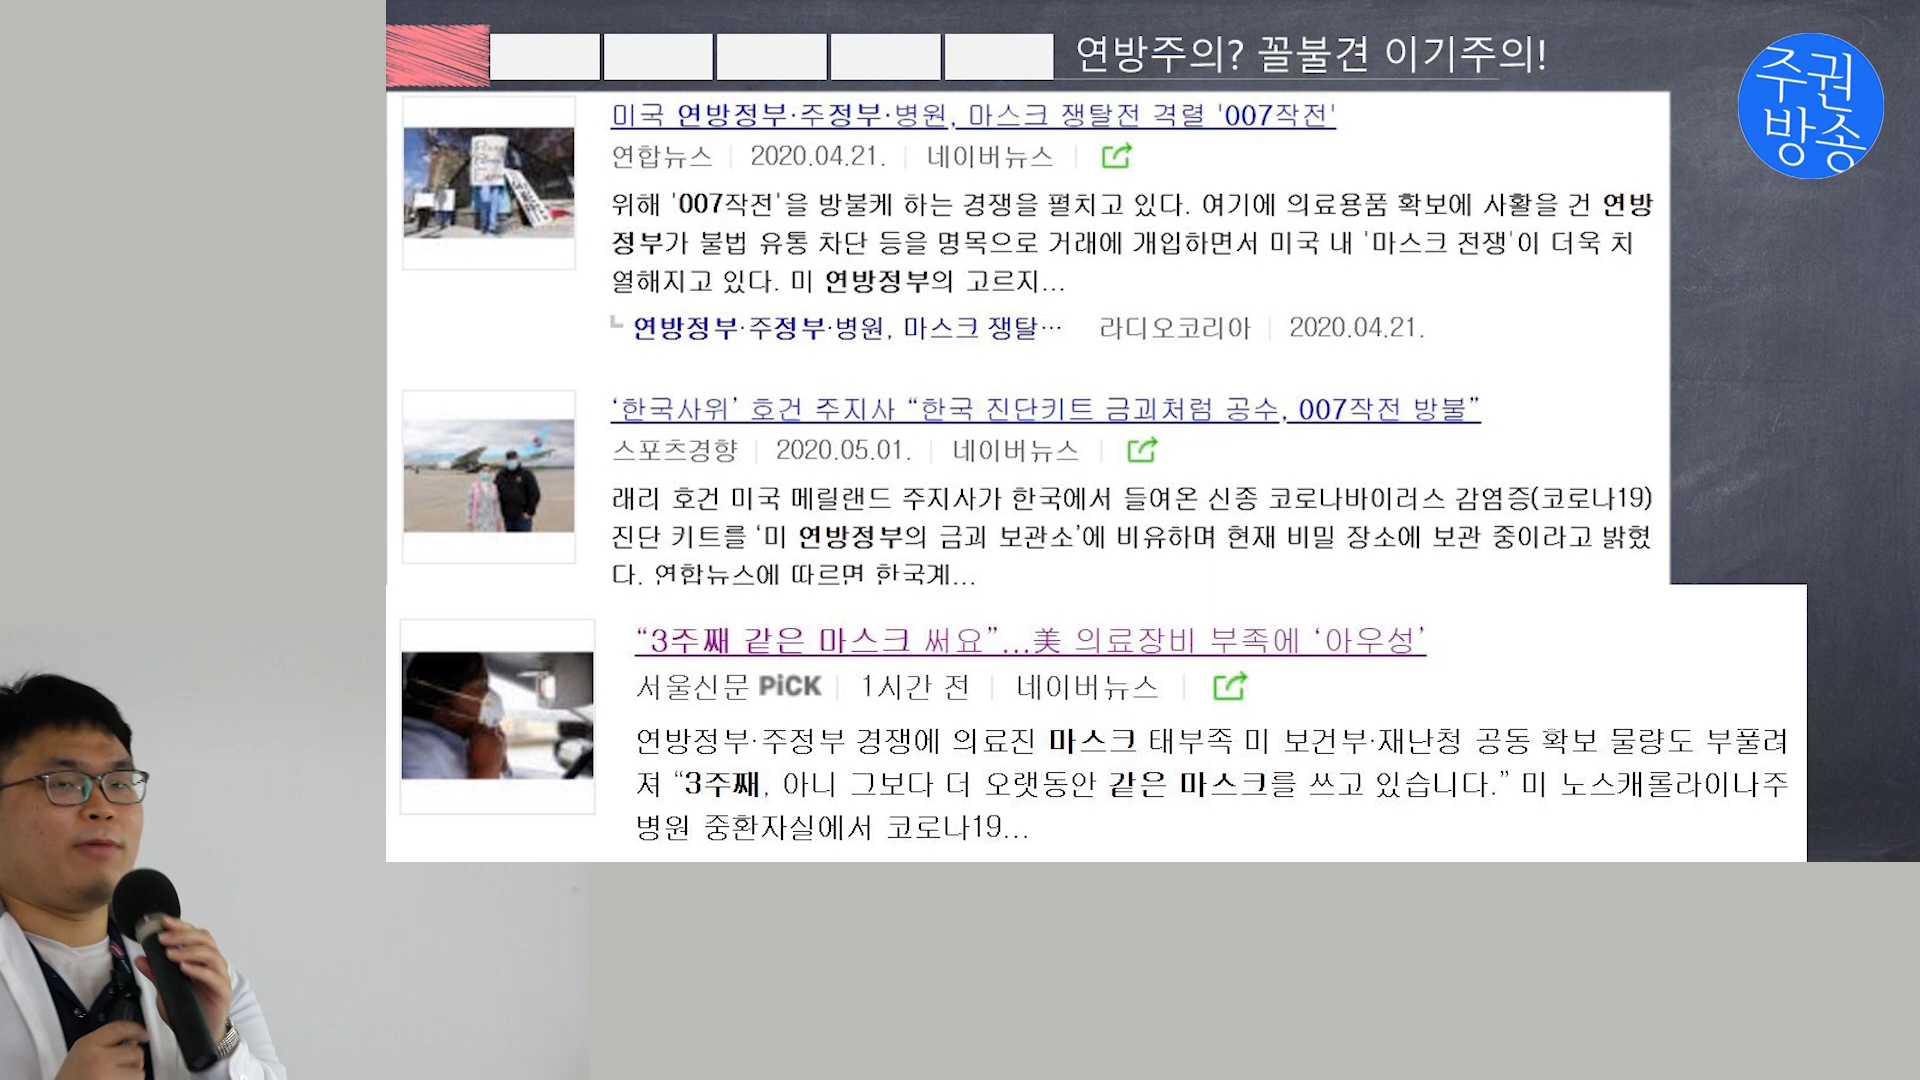 연방주의? 꼴불견 이기주의!
주권
방송
미국 연방정부·주정부·병원, 마스크 쟁탈전 격렬 '007작전'
연합뉴스 2020.04.21. 네이버뉴스
위해 '007작전'을 방불케 하는 경쟁을 펼치고 있다. 여기에 의료용품 확보에 사활을 건 연방
정부가 불법 유통 차단 등을 명목으로 거래에 개입하면서 미국 내 '마스크 전쟁'이 더욱 치
열해지고 있다. 미 연방정부의 고르지...
연방정부·주정부·병원, 마스크 쟁탈… 라디오코리아 2020.04.21.
‘한국사위’ 호건 주지사 “한국 진단키트 금괴처럼 공수, 007작전 방불”
스포츠경향 2020.05.01. 네이버뉴스
래리 호건 미국 메릴랜드 주지사가 한국에서 들여온 신종 코로나바이러스 감염증(코로나19)
진단 키트를 ‘미 연방정부의 금괴 보관소’에 비유하며 현재 비밀 장소에 보관 중이라고 밝혔
다. 연합뉴스에 따르면 한국계...
“3주째 같은 마스크 써요”...美 의료장비 부족에 ‘아우성’
서울신문 PiCK 1시간 전 네이버뉴스
연방정부·주정부 경쟁에 의료진 마스크 태부족 미 보건부·재난청 공동 확보 물량도 부풀려
져 “3주째, 아니 그보다 더 오랫동안 같은 마스크를 쓰고 있습니다.” 미 노스캐롤라이나주
병원 중환자실에서 코로나19...